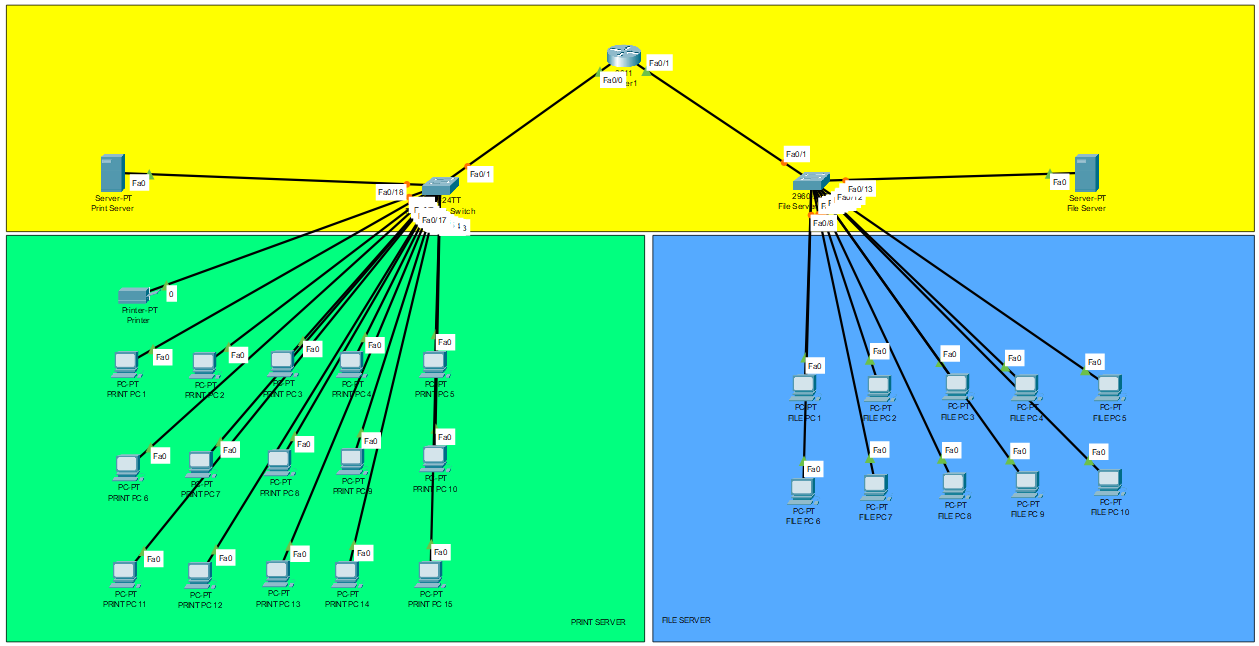 Fa0/1
Fa0/0
er1
Fa0/1
Fa0
Server-PT
Print Server
Fa0/18
Fa0/1
24TT
Switch
Fa0/17
2960
File Server
Fa0/13
Fa0/12
Fa0/8
Fa0
Server-PT
File Server
0
Printer-PT
Printer
Fa0
Fa0
Fa0
Fa0
Fa0
PC-PT
PRINT PC 1
PC-PT
PRINT PC 2
PC-PT
PRINT PC 3
PC-PT
PRINT PC 4
PC-PT
PRINT PC 5
Fa0
Fa0
Fa0
Fa0
Fa0
PC-PT
PRINT PC 6
PC-PT
PRINT PC 7
PC-PT
PRINT PC 8
PC-PT
PRINT PC 9
PC-PT
PRINT PC 10
Fa0
Fa0
Fa0
Fa0
Fa0
PC-PT
PRINT PC 11
PC-PT
PRINT PC 12
PC-PT
PRINT PC 13
PC-PT
PRINT PC 14
PC-PT
PRINT PC 15
PRINT SERVER
Fa0
Fa0
Fa0
Fa0
Fa0
PC-PT
FILE PC 1
PC-PT
FILE PC 2
PC-PT
FILE PC 3
PC-PT
FILE PC 4
PC-PT
FILE PC 5
Fa0
Fa0
Fa0
Fa0
Fa0
PC-PT
FILE PC 6
PC-PT
FILE PC 7
PC-PT
FILE PC 8
PC-PT
FILE PC 9
PC-PT
FILE PC 10
FILE SERVER